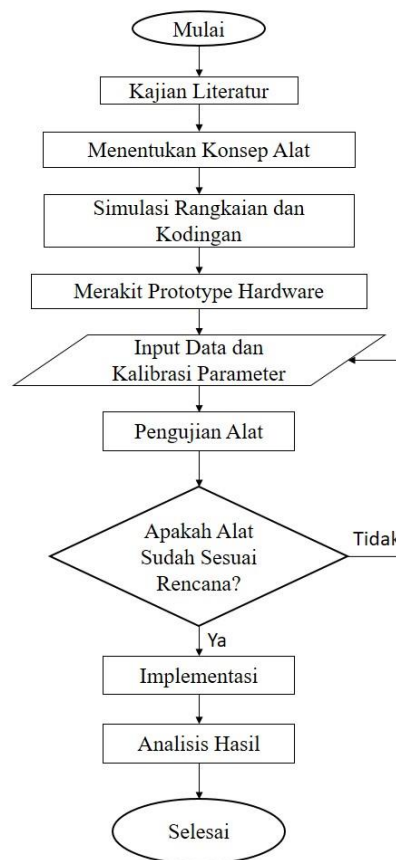 Mulai
Kajian Literatur
Menentukan Konsep Alat
Simulasi Rangkaian dan
Kodingan
Merakit Prototype Hardware
Input Data dan
Kalibrasi Parameter
Pengujian Alat
Apakah Alat
Sudah Sesuai
Rencana?
Tidak
Ya
Implementasi
Analisis Hasil
Selesai